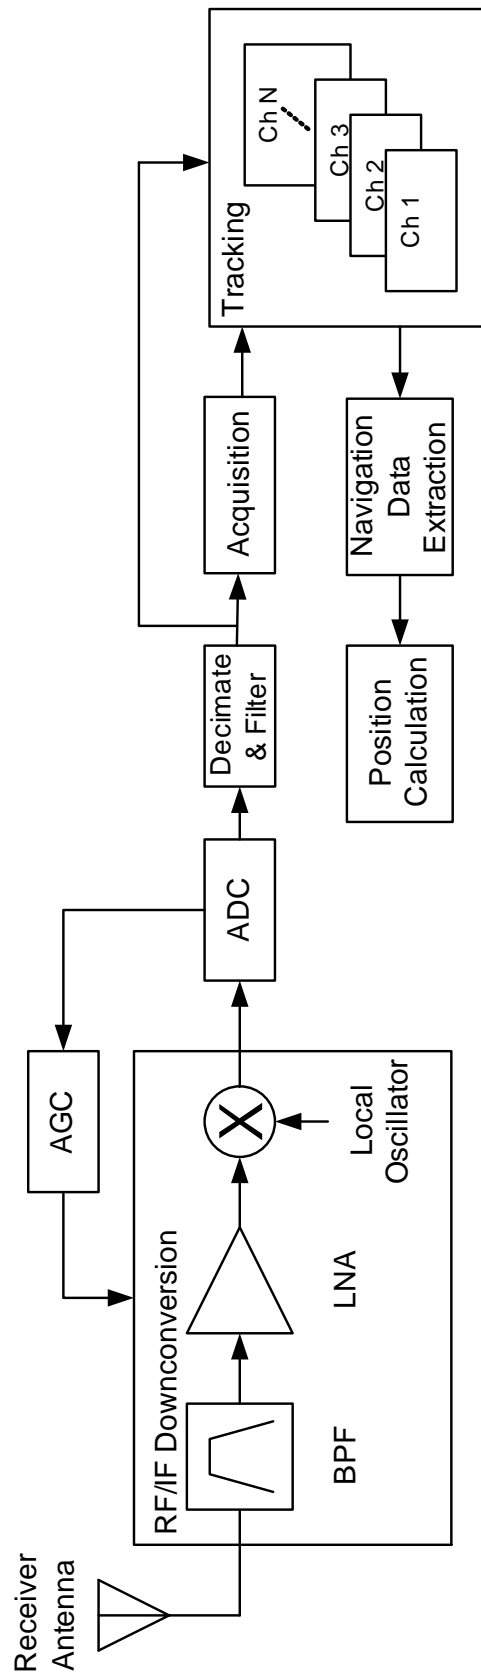 Receiver
Antenna
RF/IF Downconversion
BPF
LNA
Local
Oscillator
X
AGC
ADC
Decimate
& Filter
Acquisition
Tracking
Ch N
Ch 3
Ch 2
Ch 1
Navigation
Data
Extraction
Position
Calculation